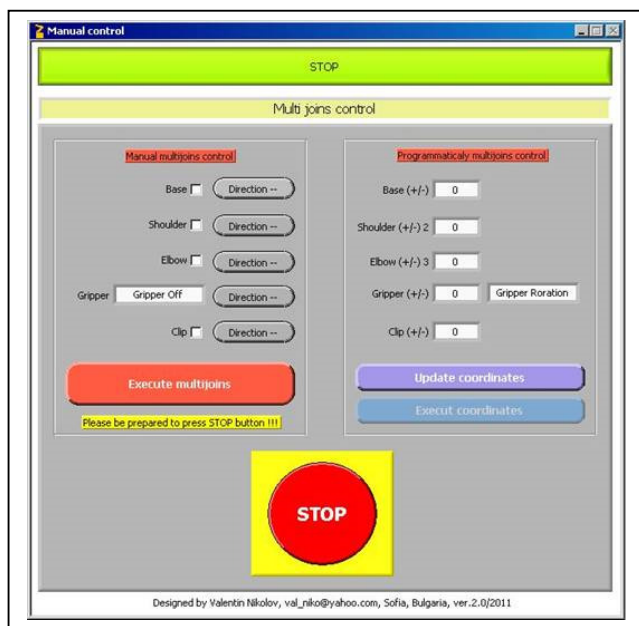 Manual control
STOP
Multi joins control
Manual multijoins control
Base Direction --
Shoulder Direction --
Elbow Direction --
Gripper Gripper Off Direction --
Clip Direction --
Execute multijoins
Please be prepared to press STOP button !!!
Programmaticaly multijoins control
Base (+/-) 0
Shoulder (+/-) 2 0
Elbow (+/-) 3 0
Gripper (+/-) 0 Gripper Roration
Clip (+/-) 0
Update coordinates
Execut coordinates
STOP
Designed by Valentin Nikolov, val_niko@yahoo.com, Sofia, Bulgaria, ver.2.0/2011